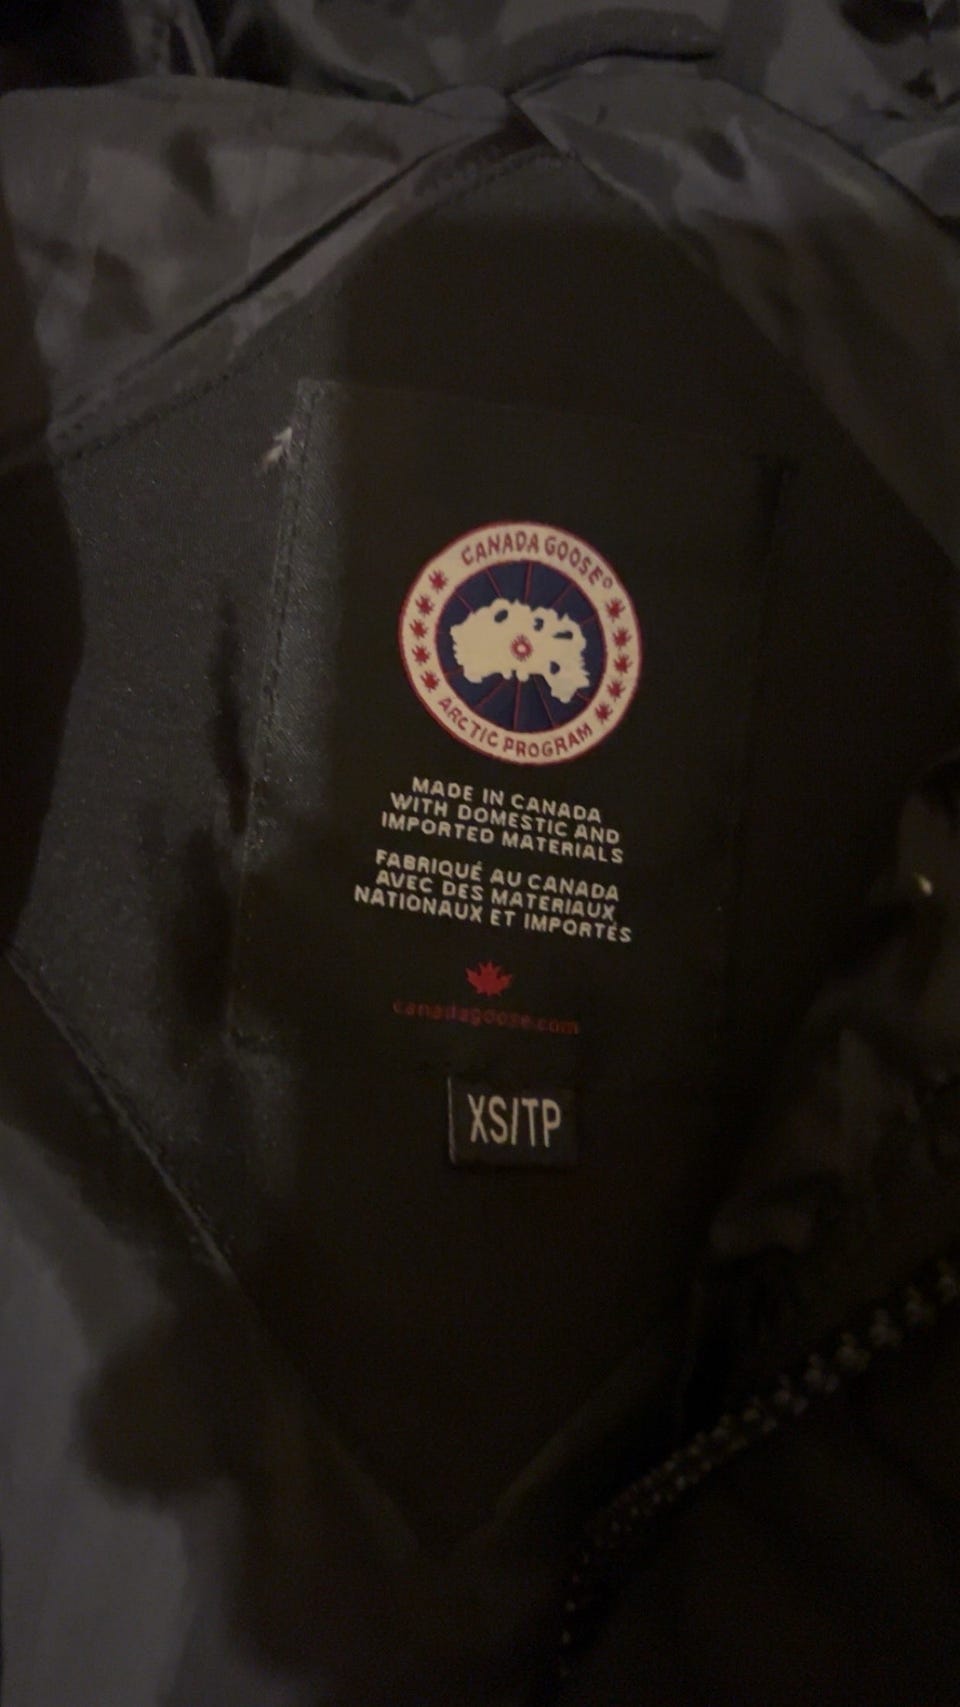 CANADA GOOSE®
ARCTIC PROGRAM
MADE IN CANADA
WITH DOMESTIC AND
IMPORTED MATERIALS
FABRIQUÉ AU CANADA
AVEC DES MATERIAUX
NATIONAUX ET IMPORTÉS
canadagoose.com
XS/TP